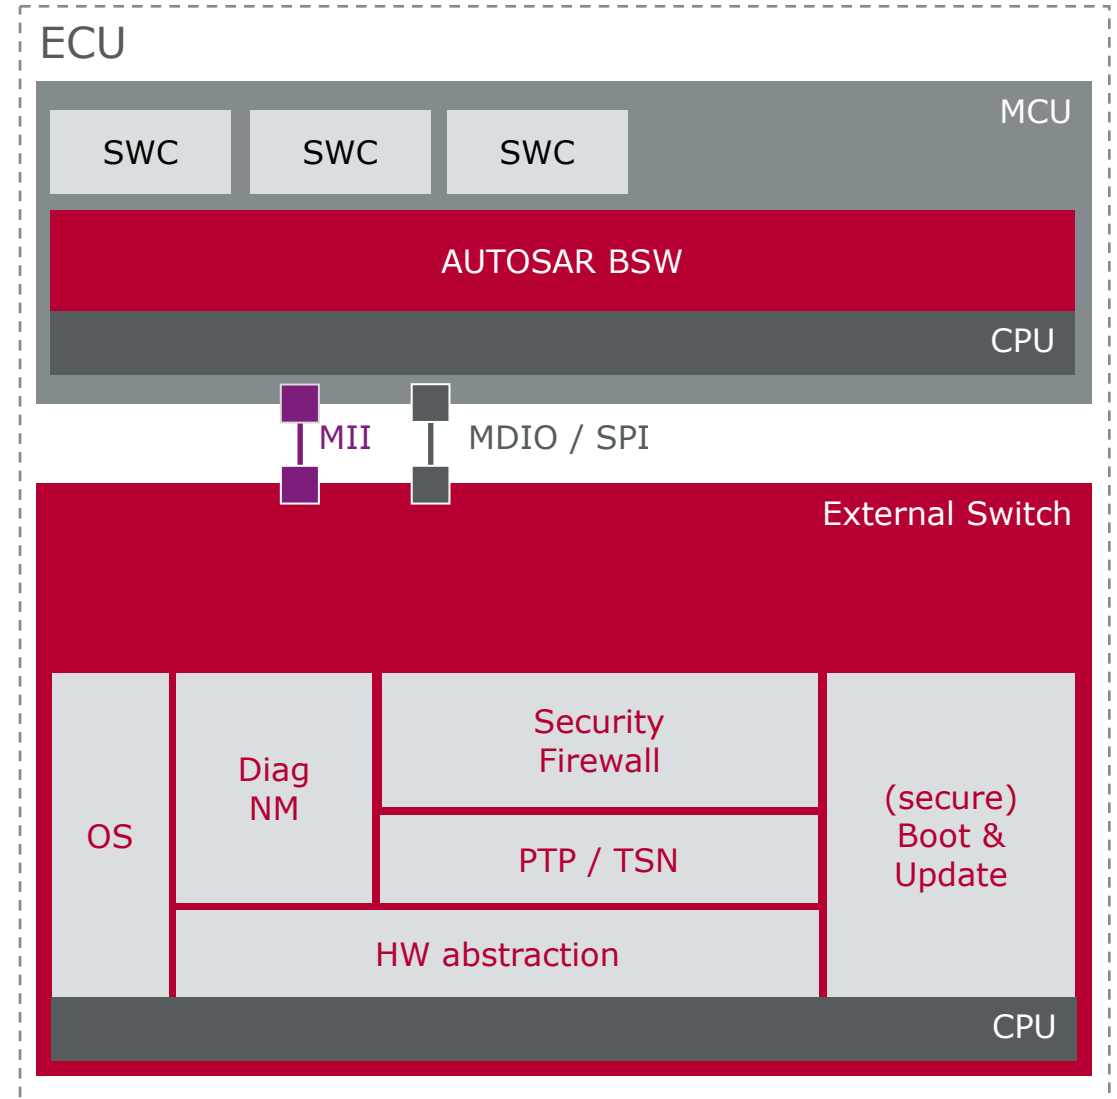 ECU
MCU
SWC
SWC
SWC
AUTOSAR BSW
CPU
MII
MDIO / SPI
External Switch
OS
Diag
NM
Security
Firewall
PTP / TSN
HW abstraction
(secure)
Boot &
Update
CPU